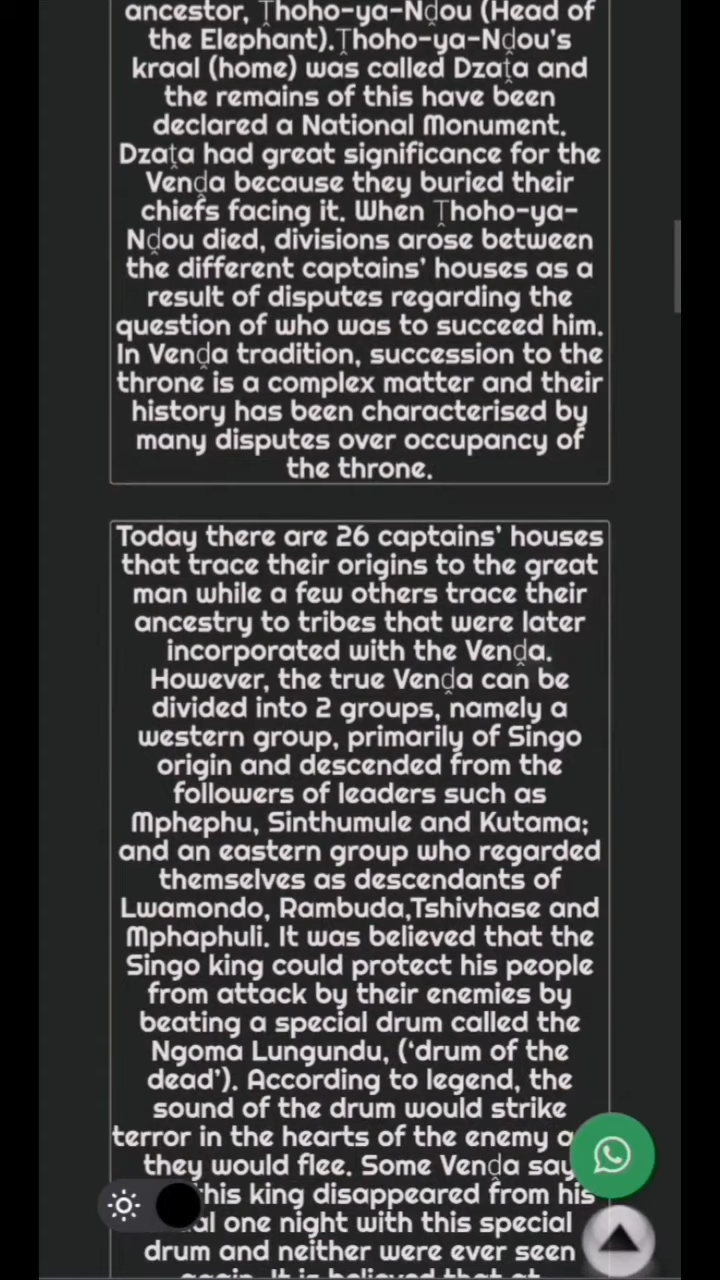 ancestor, Ṱhoho-ya-Nḓou (Head of
the Elephant).Ṱhoho-ya-Nḓou's
kraal (home) was called Dzaṱa and
the remains of this have been
declared a National Monument.
Dzaṱa had great significance for the
Venḓa because they buried their
chiefs facing it. When Ṱhoho-ya-
Nḓou died, divisions arose between
the different captains' houses as a
result of disputes regarding the
question of who was to succeed him.
In Venḓa tradition, succession to the
throne is a complex matter and their
history has been characterised by
many disputes over occupancy of
the throne.
Today there are 26 captains' houses
that trace their origins to the great
man while a few others trace their
ancestry to tribes that were later
incorporated with the Venḓa.
However, the true Venḓa can be
divided into 2 groups, namely a
western group, primarily of Singo
origin and descended from the
followers of leaders such as
Mphephu, Sinthumule and Kutama;
and an eastern group who regarded
themselves as descendants of
Lwamondo, Rambuda,Tshivhase and
Mphaphuli. It was believed that the
Singo king could protect his people
from attack by their enemies by
beating a special drum called the
Ngoma Lungundu, ('drum of the
dead'). According to legend, the
sound of the drum would strike
terror in the hearts of the enemy
they would flee. Some Venḓa say
this king disappeared from his
one night with this special
drum and neither were ever seen
again. It is believed that at